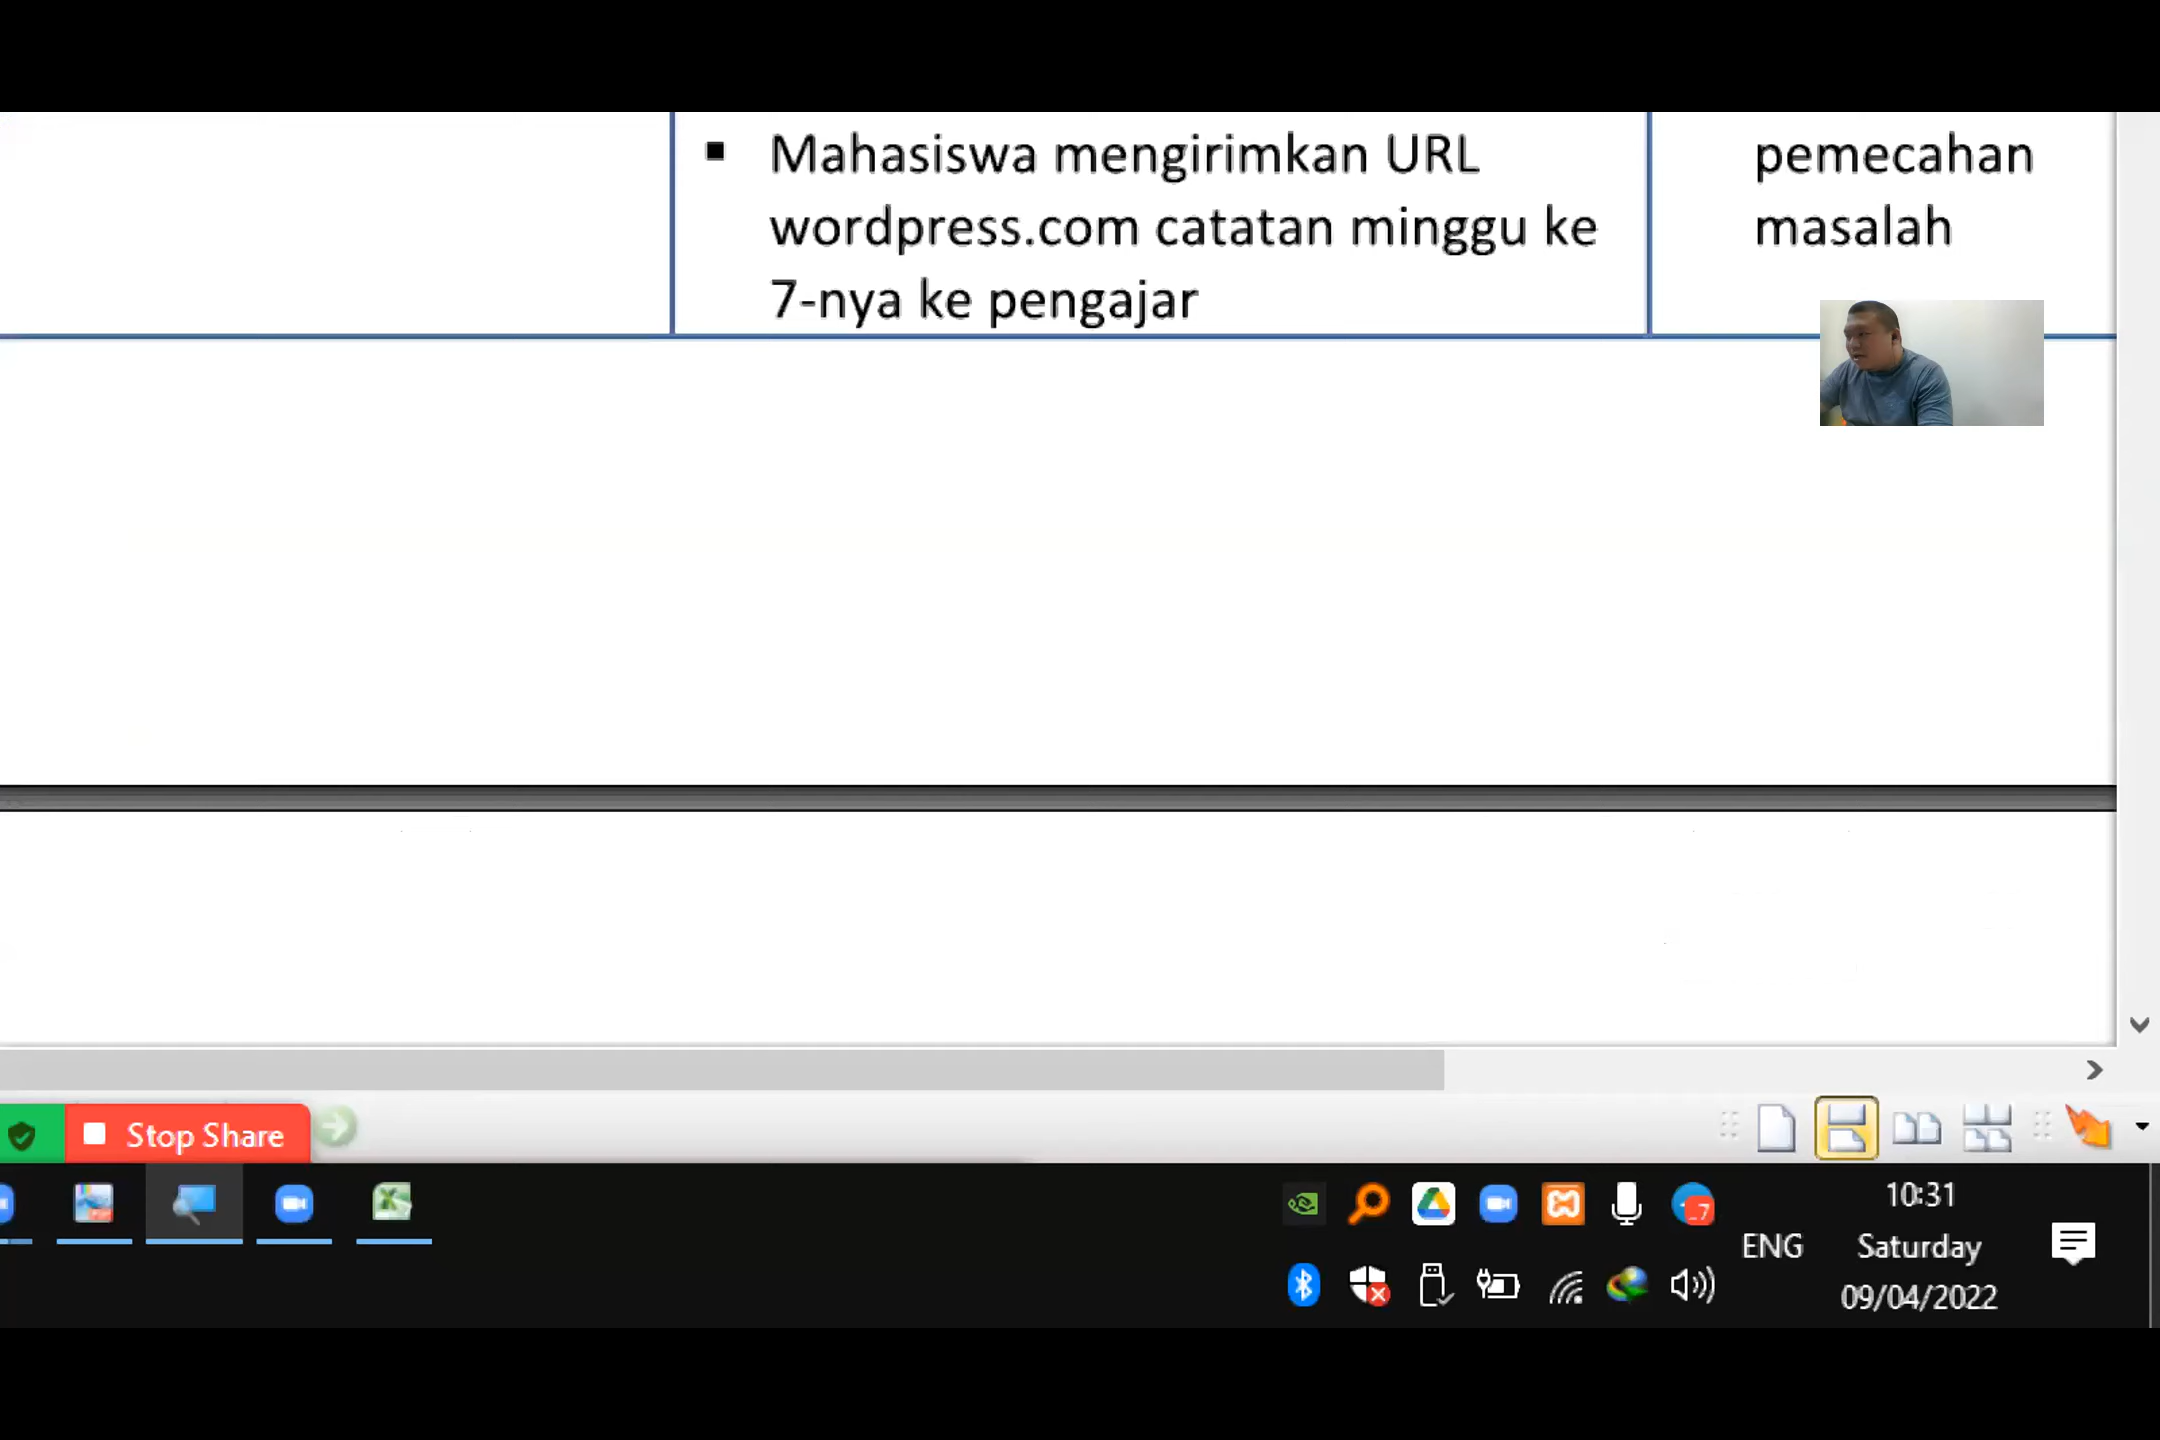 ■ Mahasiswa mengirimkan URL
wordpress.com catatan minggu ke
7-nya ke pengajar
pemecahan
masalah
Stop Share
10:31
ENG
Saturday
09/04/2022